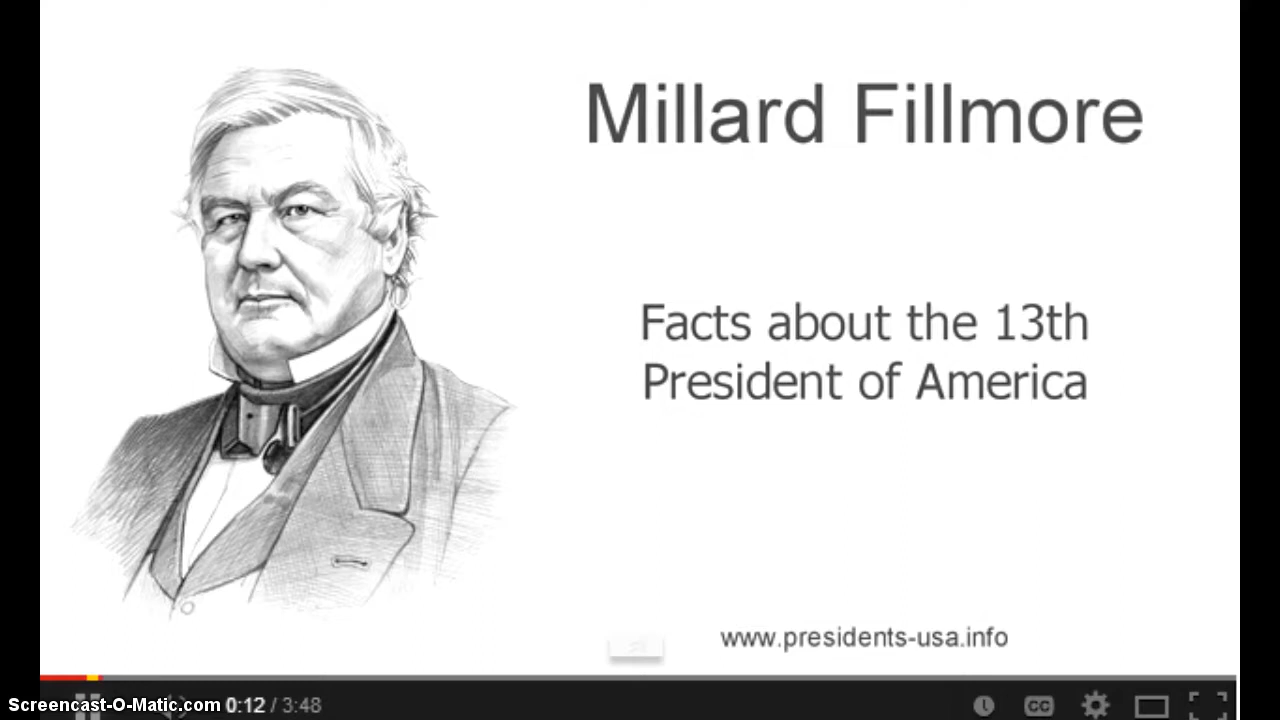 Millard Fillmore
Facts about the 13th
President of America
www.presidents-usa.info
Screencast-O-Matic.com 0:12 / 3:48
CC